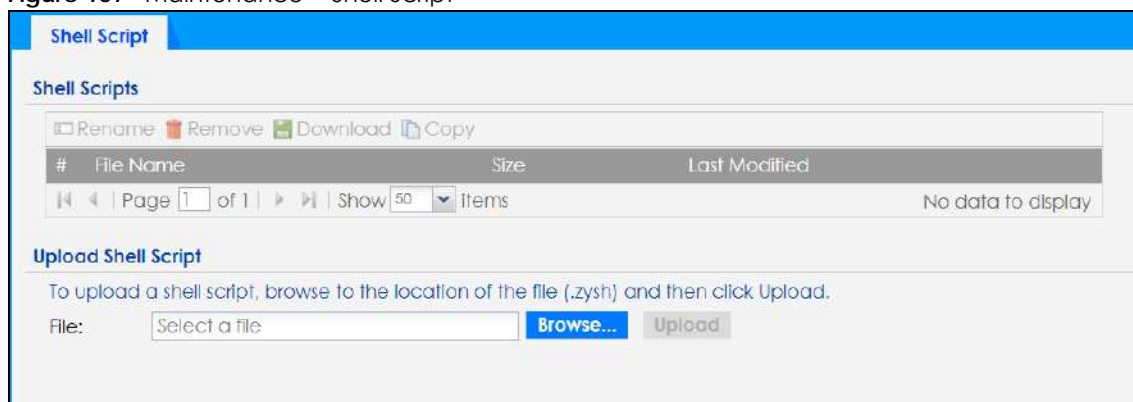 Shell Script
Shell Scripts
Rename Remove Download Copy
# File Name Size Last Modified
Page 1 of 1 Show 50 items No data to display
Upload Shell Script
To upload a shell script, browse to the location of the file (.zysh) and then click Upload.
File: Select a file Browse... Upload